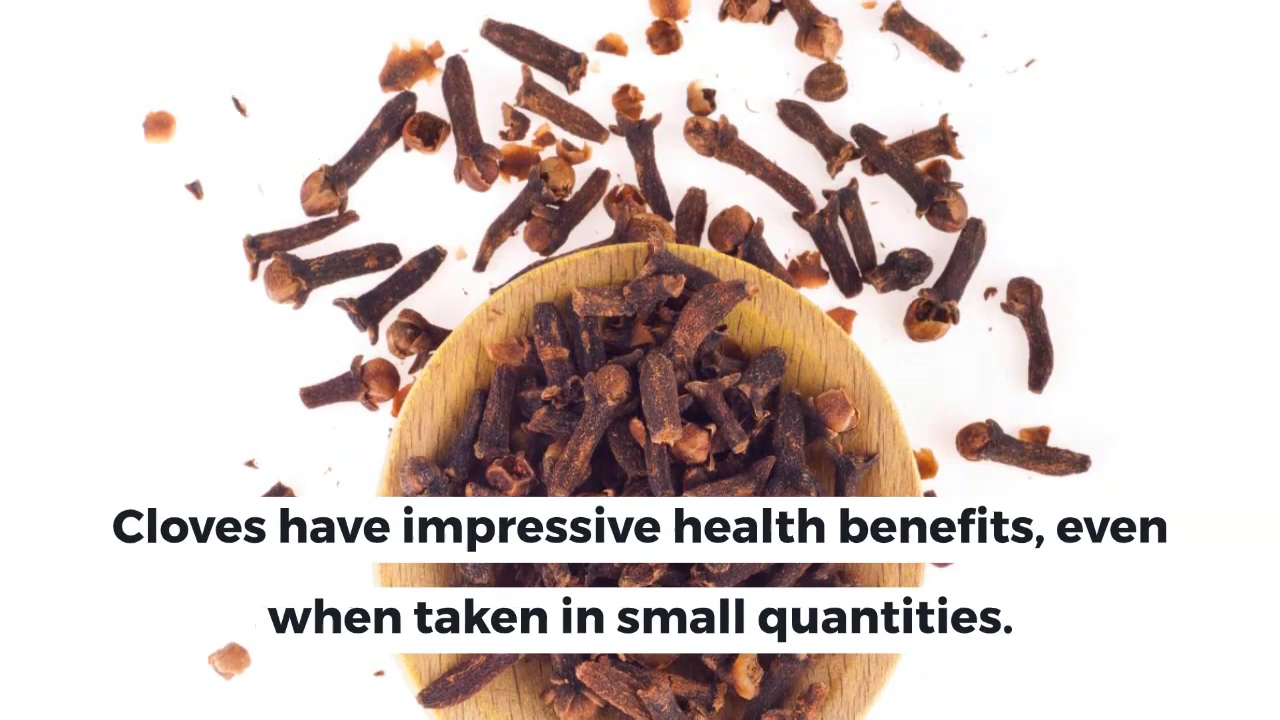 Cloves have impressive health benefits, even
when taken in small quantities.